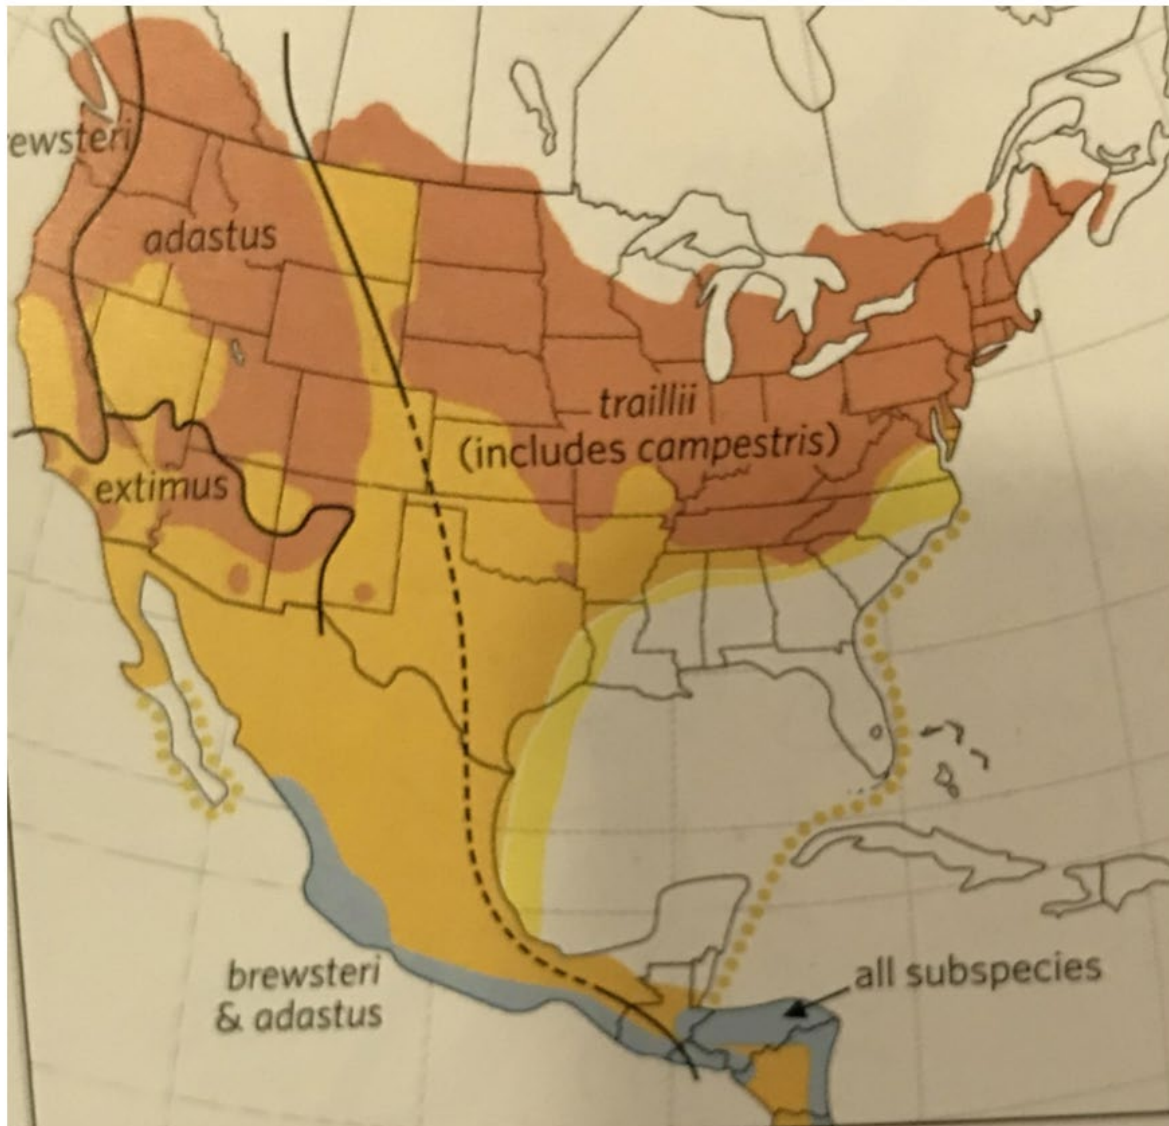 ewsteri
adastus
traillii
(includes campestris)
extimus
all subspecies
brewsteri
& adastus